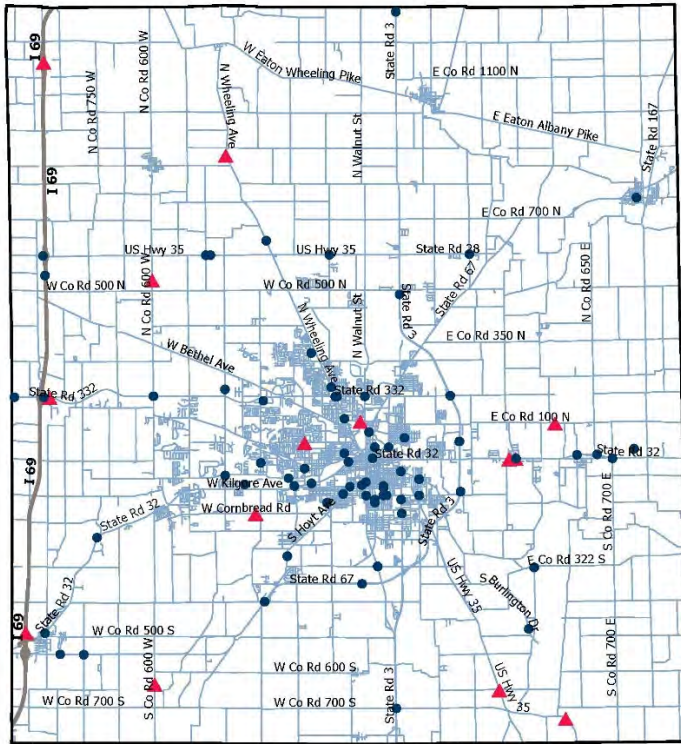 I 69
State Rd 3
N Co Rd 600 W
W Eaton Wheeling Pike
N Wheeling Ave
E Co Rd 1100 N
N Co Rd 750 W
N Walnut St
E Eaton Albany Pike
State Rd 167
I 69
E Co Rd 700 N
US Hwy 35
US Hwy 35
State Rd 28
N Co Rd 600 W
W Co Rd 500 N
W Co Rd 500 N
State Rd 67
N Co Rd 650 E
N Walnut St
State Rd 3
N Wheeling Ave
E Co Rd 350 N
W Bethel Ave
State Rd 332
State Rd 332
E Co Rd 100 N
I 69
State Rd 32
State Rd 32
W Kilgore Ave
S Co Rd 700 E
W Cornbread Rd
State Rd 32
S Hoyt Ave
State Rd 3
E Co Rd 322 S
State Rd 67
US Hwy 35
S Burlington Dr
State Rd 32
I 69
W Co Rd 500 S
S Co Rd 600 W
W Co Rd 600 S
S Co Rd 700 E
W Co Rd 700 S
W Co Rd 700 S
State Rd 3
US Hwy 35